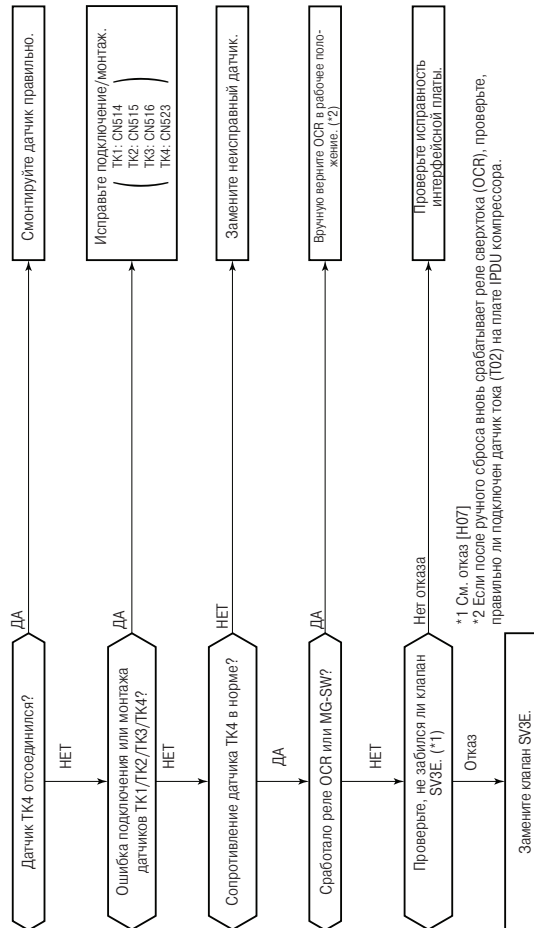 Датчик TK4 отсоединился?
ДА
Смонтируйте датчик правильно.
НЕТ
Ошибка подключения или монтажа
датчиков TK1/TK2/TK3/TK4?
ДА
Исправьте подключение/монтаж.
TK1: CN514
TK2: CN515
TK3: CN516
TK4: CN523
НЕТ
Сопротивление датчика TK4 в норме?
НЕТ
Замените неисправный датчик.
ДА
Сработало реле OCR или MG-SW?
ДА
Вручную верните OCR в рабочее поло-
жение. (*2)
НЕТ
Проверьте, не забился ли клапан
SV3E. (*1)
Нет отказа
Проверьте исправность
интерфейсной платы.
Отказ
Замените клапан SV3E.
*1 См. отказ [H07]
*2 Если после ручного сброса вновь срабатывает реле сверхтока (OCR), проверьте,
правильно ли подключен датчик тока (T02) на плате IPDU компрессора.